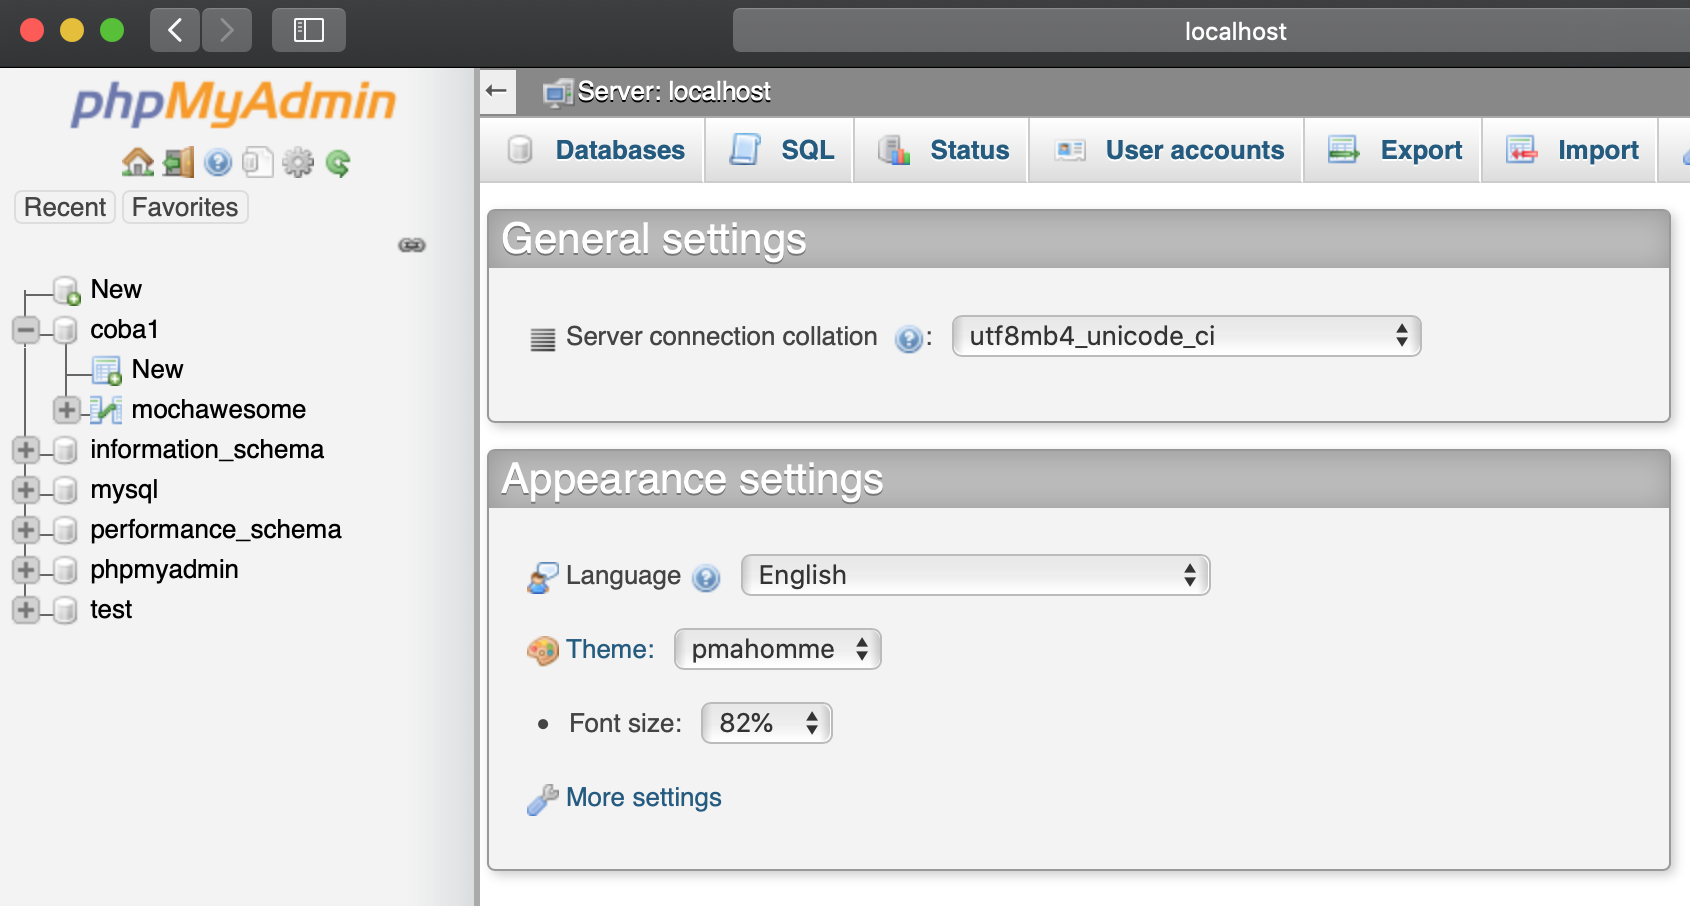 localhost
phpMyAdmin
Recent Favorites
New
coba1
New
mochawesome
information_schema
mysql
performance_schema
phpmyadmin
test
Server: localhost
Databases SQL Status User accounts Export Import
General settings
Server connection collation : utf8mb4_unicode_ci
Appearance settings
Language English
Theme: pmahomme
Font size: 82%
More settings